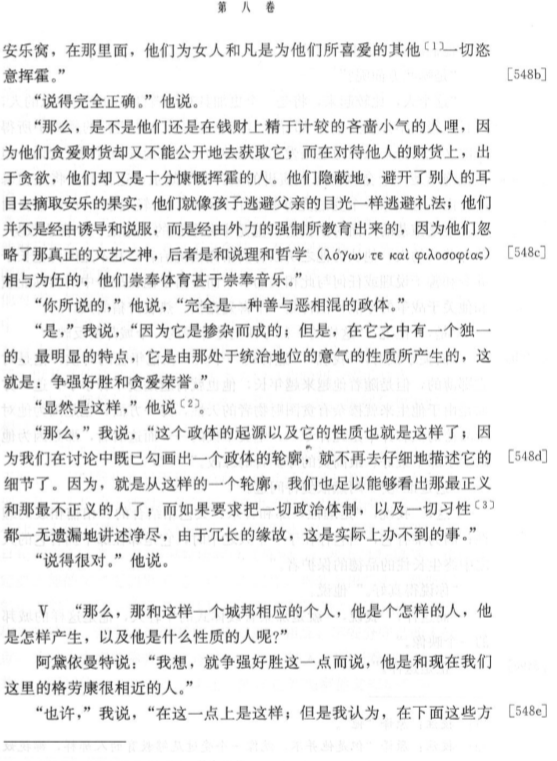 第 八 卷
安乐窝，在那里面，他们为女人和凡是为他们所喜爱的其他〔1〕一切恣
意挥霍。” [548b]
“说得完全正确。”他说。
“那么，是不是他们还是在钱财上精于计较的吝啬小气的人哩，因
为他们贪爱财货却又不能公开地去获取它；而在对待他人的财货上，出
于贪欲，他们却又是十分慷慨挥霍的人。他们隐蔽地，避开了别人的耳
目去摘取安乐的果实，他们就像孩子逃避父亲的目光一样逃避礼法；他们
并不是经由诱导和说服，而是经由外力的强制所教育出来的，因为他们忽
略了那真正的文艺之神，后者是和说理和哲学（λόγων τε καὶ φιλοσοφίας） [548c]
相与为伍的，他们崇奉体育甚于崇奉音乐。”
“你所说的，”他说，“完全是一种善与恶相混的政体。”
“是，”我说，“因为它是掺杂而成的；但是，在它之中有一个独一
的、最明显的特点，它是由那处于统治地位的意气的性质所产生的，这
就是：争强好胜和贪爱荣誉。”
“显然是这样，”他说〔2〕。
“那么，”我说，“这个政体的起源以及它的性质也就是这样了；因
为我们在讨论中既已勾画出一个政体的轮廓，就不再去仔细地描述它的 [548d]
细节了。因为，就是从这样的一个轮廓，我们也足以能够看出那最正义
和那最不正义的人了；而如果要求把一切政治体制，以及一切习性〔3〕
都一无遗漏地讲述净尽，由于冗长的缘故，这是实际上办不到的事。”
“说得很对。”他说。
V “那么，那和这样一个城邦相应的个人，他是个怎样的人，他
是怎样产生，以及他是什么性质的人呢？”
阿黛依曼特说：“我想，就争强好胜这一点而说，他是和现在我们
这里的格劳康很相近的人。”
“也许，”我说，“在这一点上是这样；但是我认为，在下面这些方 [548e]